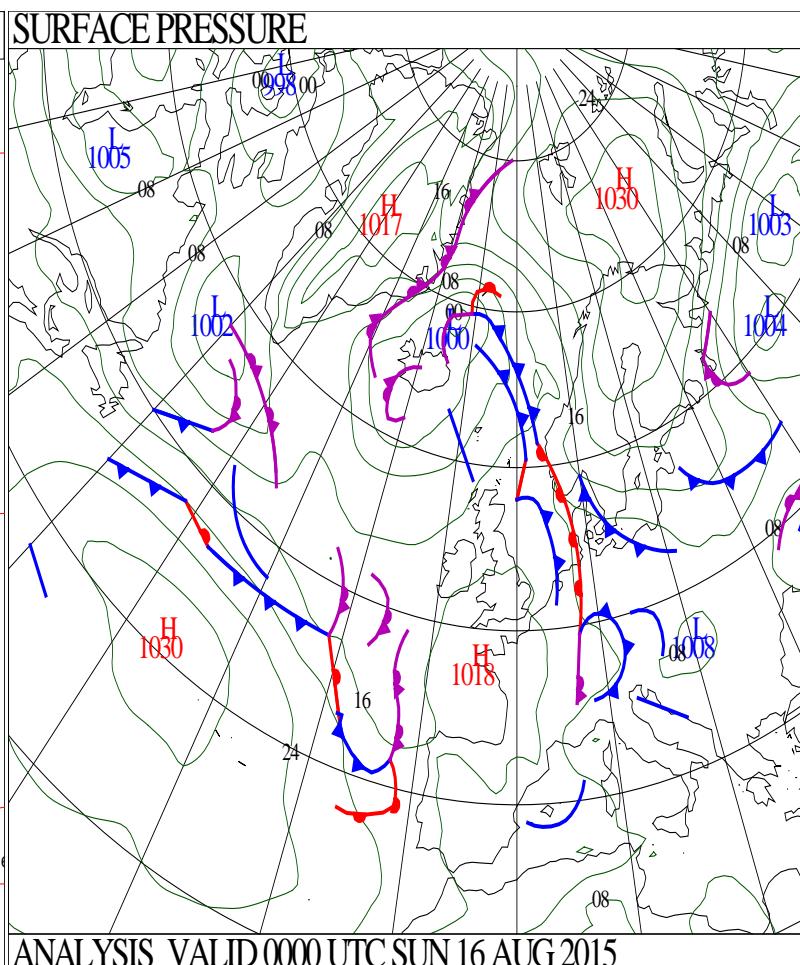 SURFACE PRESSURE
L
998
00
00
24
L
1005
08
16
H
1017
H
1030
L
1003
08
08
08
08
00
L
1002
L
1000
L
1004
16
08
H
1030
H
1018
L
1008
08
16
24
08
ANALYSIS VALID 0000 UTC SUN 16 AUG 2015